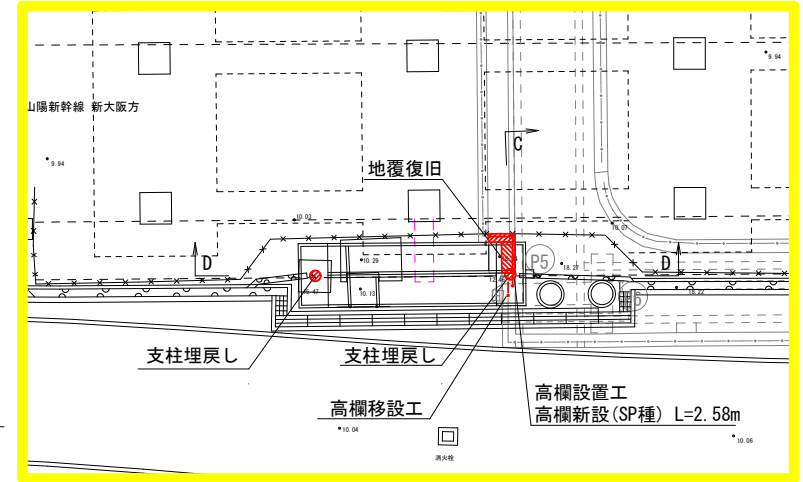 9.94
山陽新幹線 新大阪方
9.94
C
地覆復旧
10.03
10.07
D
10.29
P5
18.27
D
10.13
18.22
支柱埋戻し
支柱埋戻し
高欄移設工
高欄設置工
高欄新設(SP種) L=2.58m
10.04
消火栓
10.06